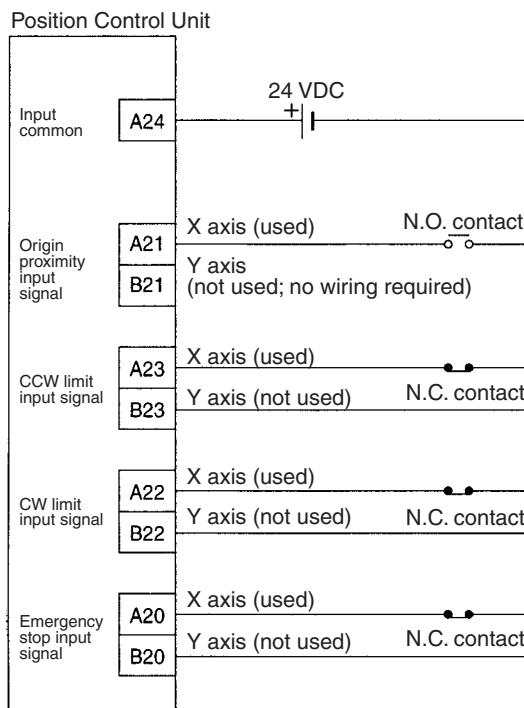 Position Control Unit
24 VDC
+
Input
common
A24
X axis (used)
N.O. contact
Origin
proximity
input
signal
A21
B21
Y axis
(not used; no wiring required)
CCW limit
input signal
A23
B23
X axis (used)
Y axis (not used)
N.C. contact
CW limit
input signal
A22
B22
X axis (used)
Y axis (not used)
N.C. contact
Emergency
stop input
signal
A20
B20
X axis (used)
Y axis (not used)
N.C. contact